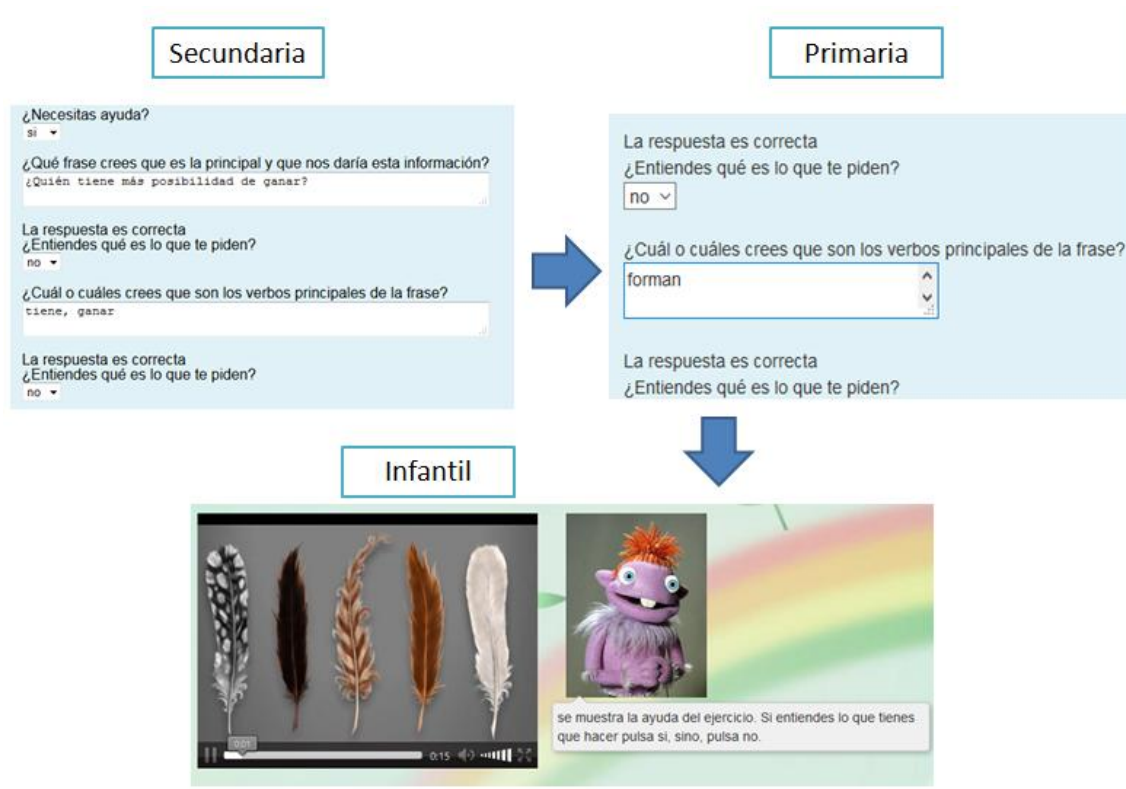 Secundaria
¿Necesitas ayuda?
si
¿Qué frase crees que es la principal y que nos daría esta información?
¿Quién tiene más posibilidad de ganar?
La respuesta es correcta
¿Entiendes qué es lo que te piden?
no
¿Cuál o cuáles crees que son los verbos principales de la frase?
tiene, ganar
La respuesta es correcta
¿Entiendes qué es lo que te piden?
no
Primaria
La respuesta es correcta
¿Entiendes qué es lo que te piden?
no
¿Cuál o cuáles crees que son los verbos principales de la frase?
forman
La respuesta es correcta
¿Entiendes qué es lo que te piden?
Infantil
0:01
0:15
se muestra la ayuda del ejercicio. Si entiendes lo que tienes
que hacer pulsa si, sino, pulsa no.